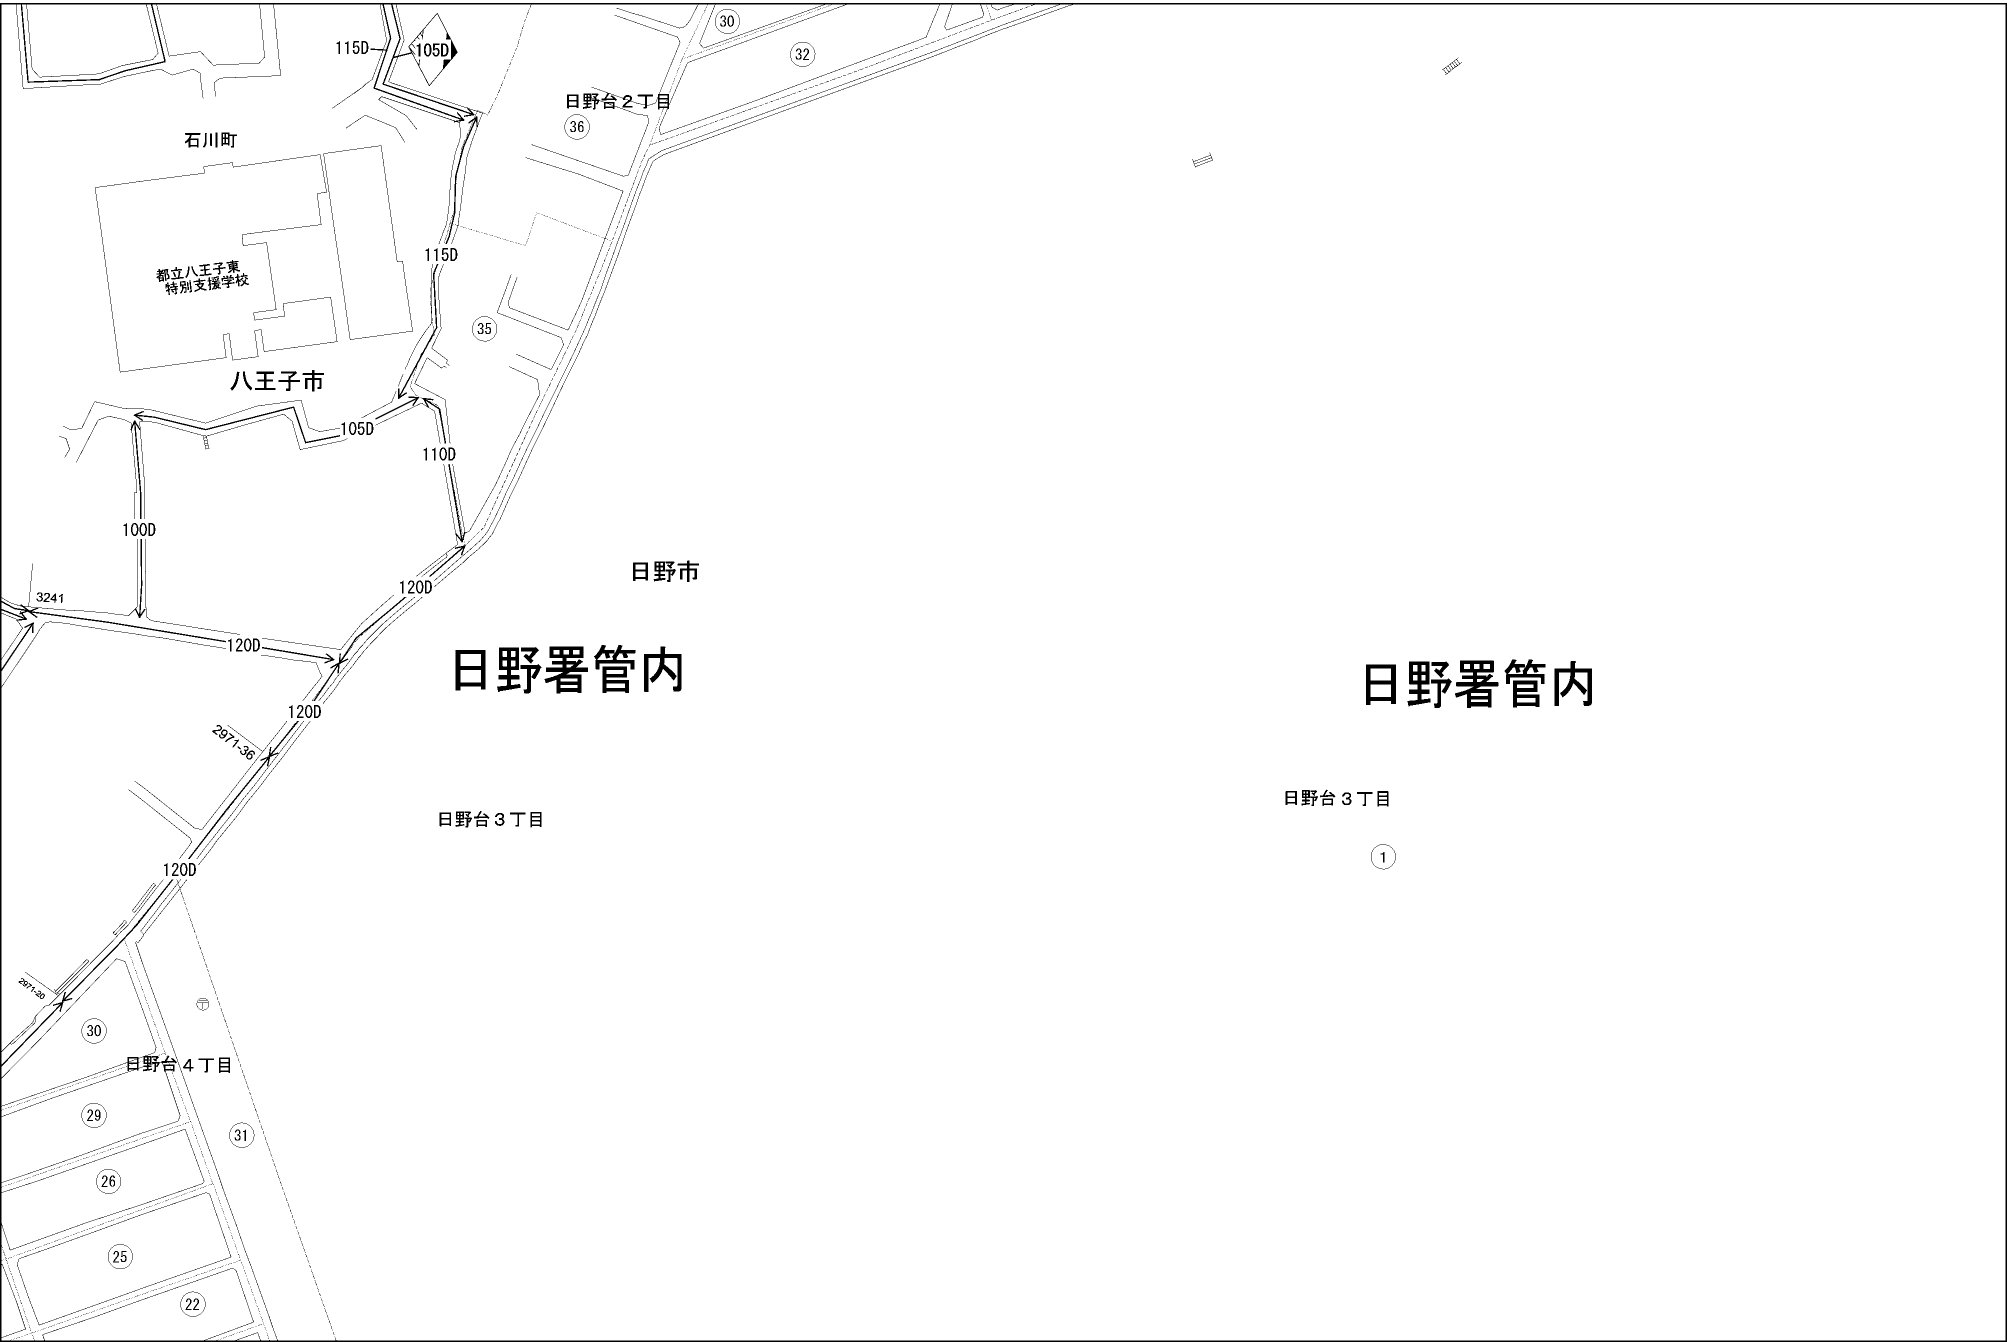 30
115D
105D
32
日野台２丁目
36
石川町
115D
都立八王子東
特別支援学校
35
八王子市
105D
110D
100D
日野市
120D
3241
120D
日野署管内
日野署管内
120D
2971-36
日野台３丁目
日野台３丁目
1
120D
2971-20
30
日野台４丁目
29
31
26
25
22